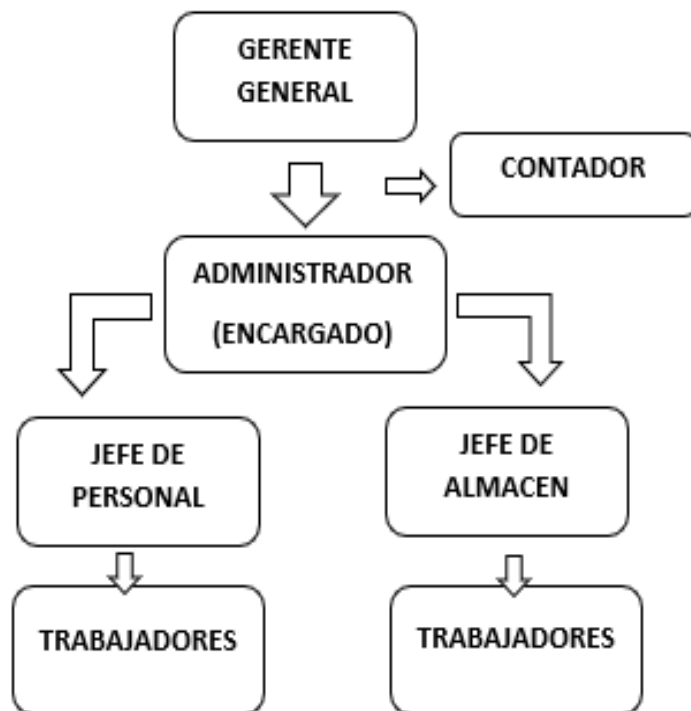 GERENTE
GENERAL
CONTADOR
ADMINISTRADOR
(ENCARGADO)
JEFE DE
PERSONAL
JEFE DE
ALMACEN
TRABAJADORES
TRABAJADORES